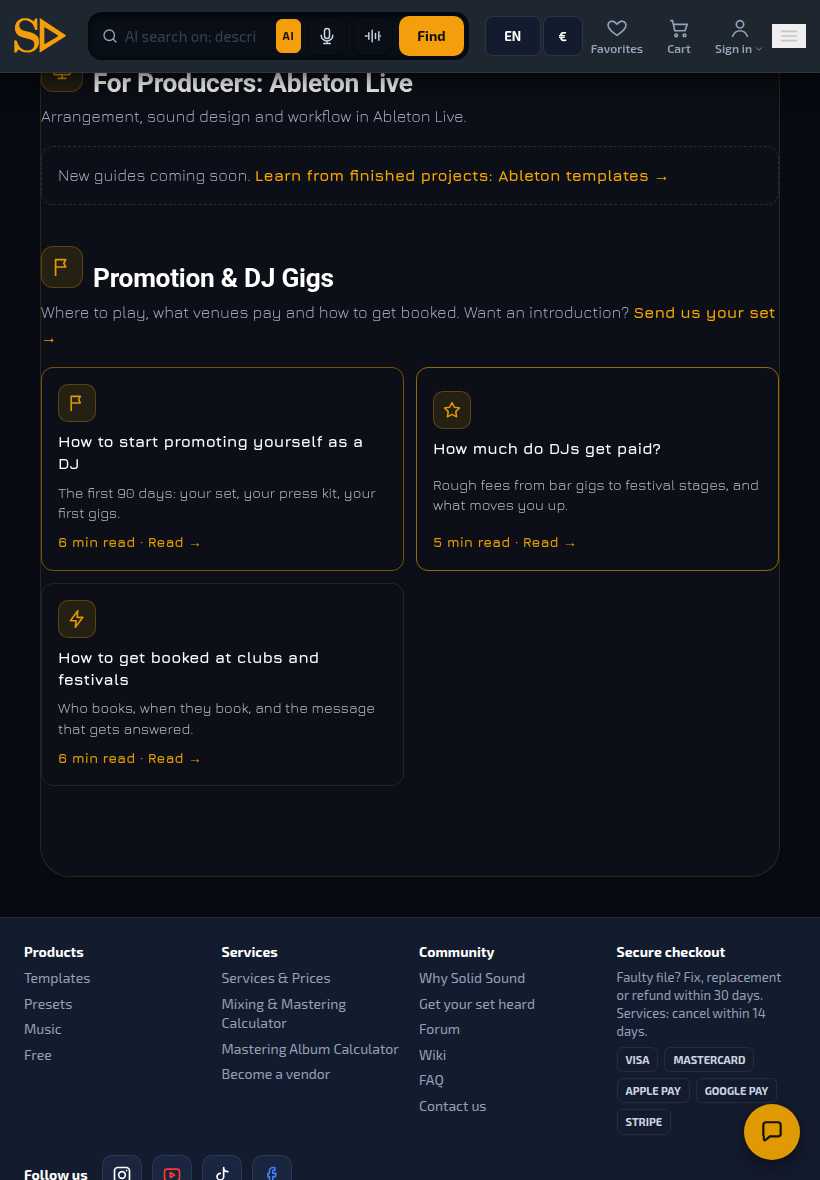 SD
AI search on: descri
AI
Find
EN
€
Favorites
Cart
Sign in
For Producers: Ableton Live
Arrangement, sound design and workflow in Ableton Live.
New guides coming soon. Learn from finished projects: Ableton templates →
Promotion & DJ Gigs
Where to play, what venues pay and how to get booked. Want an introduction? Send us your set
→
How to start promoting yourself as a
DJ
The first 90 days: your set, your press kit, your
first gigs.
6 min read · Read →
How much do DJs get paid?
Rough fees from bar gigs to festival stages, and
what moves you up.
5 min read · Read →
How to get booked at clubs and
festivals
Who books, when they book, and the message
that gets answered.
6 min read · Read →
Products
Templates
Presets
Music
Free
Services
Services & Prices
Mixing & Mastering
Calculator
Mastering Album Calculator
Become a vendor
Community
Why Solid Sound
Get your set heard
Forum
Wiki
FAQ
Contact us
Secure checkout
Faulty file? Fix, replacement
or refund within 30 days.
Services: cancel within 14
days.
VISA
MASTERCARD
APPLE PAY
GOOGLE PAY
STRIPE
Follow us